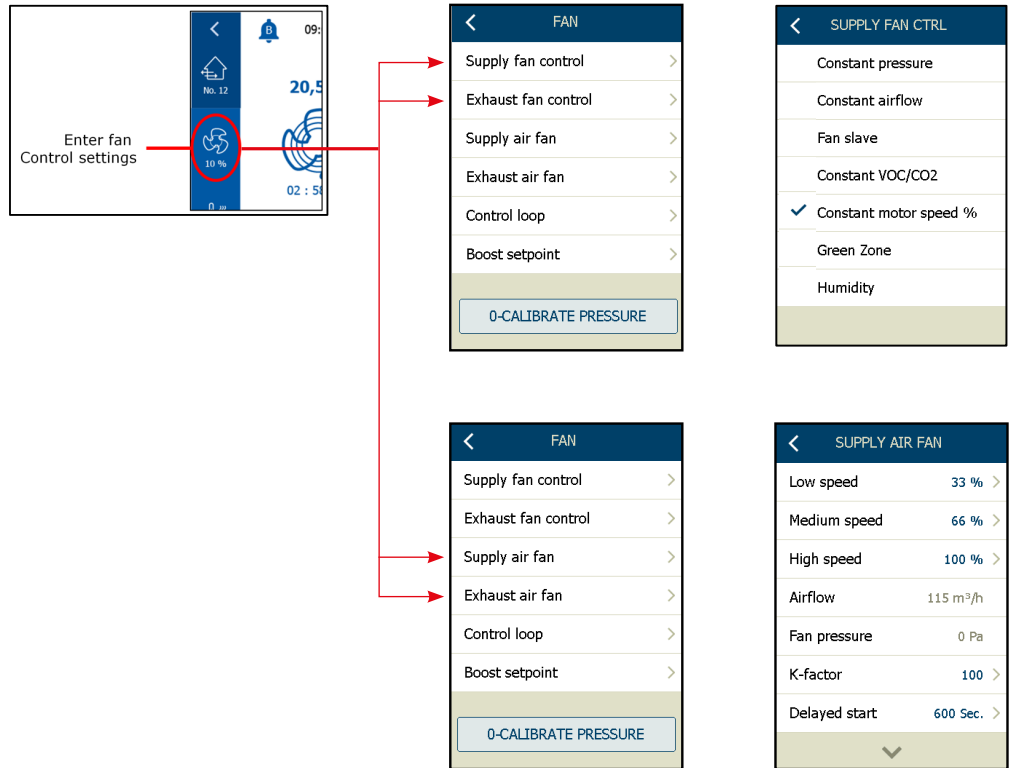 B
09:
No. 12
20,5
Enter fan
Control settings
10 %
02 : 58
FAN
Supply fan control
Exhaust fan control
Supply air fan
Exhaust air fan
Control loop
Boost setpoint
0-CALIBRATE PRESSURE
SUPPLY FAN CTRL
Constant pressure
Constant airflow
Fan slave
Constant VOC/CO2
Constant motor speed %
Green Zone
Humidity
FAN
Supply fan control
Exhaust fan control
Supply air fan
Exhaust air fan
Control loop
Boost setpoint
0-CALIBRATE PRESSURE
SUPPLY AIR FAN
Low speed 33 %
Medium speed 66 %
High speed 100 %
Airflow 115 m³/h
Fan pressure 0 Pa
K-factor 100
Delayed start 600 Sec.